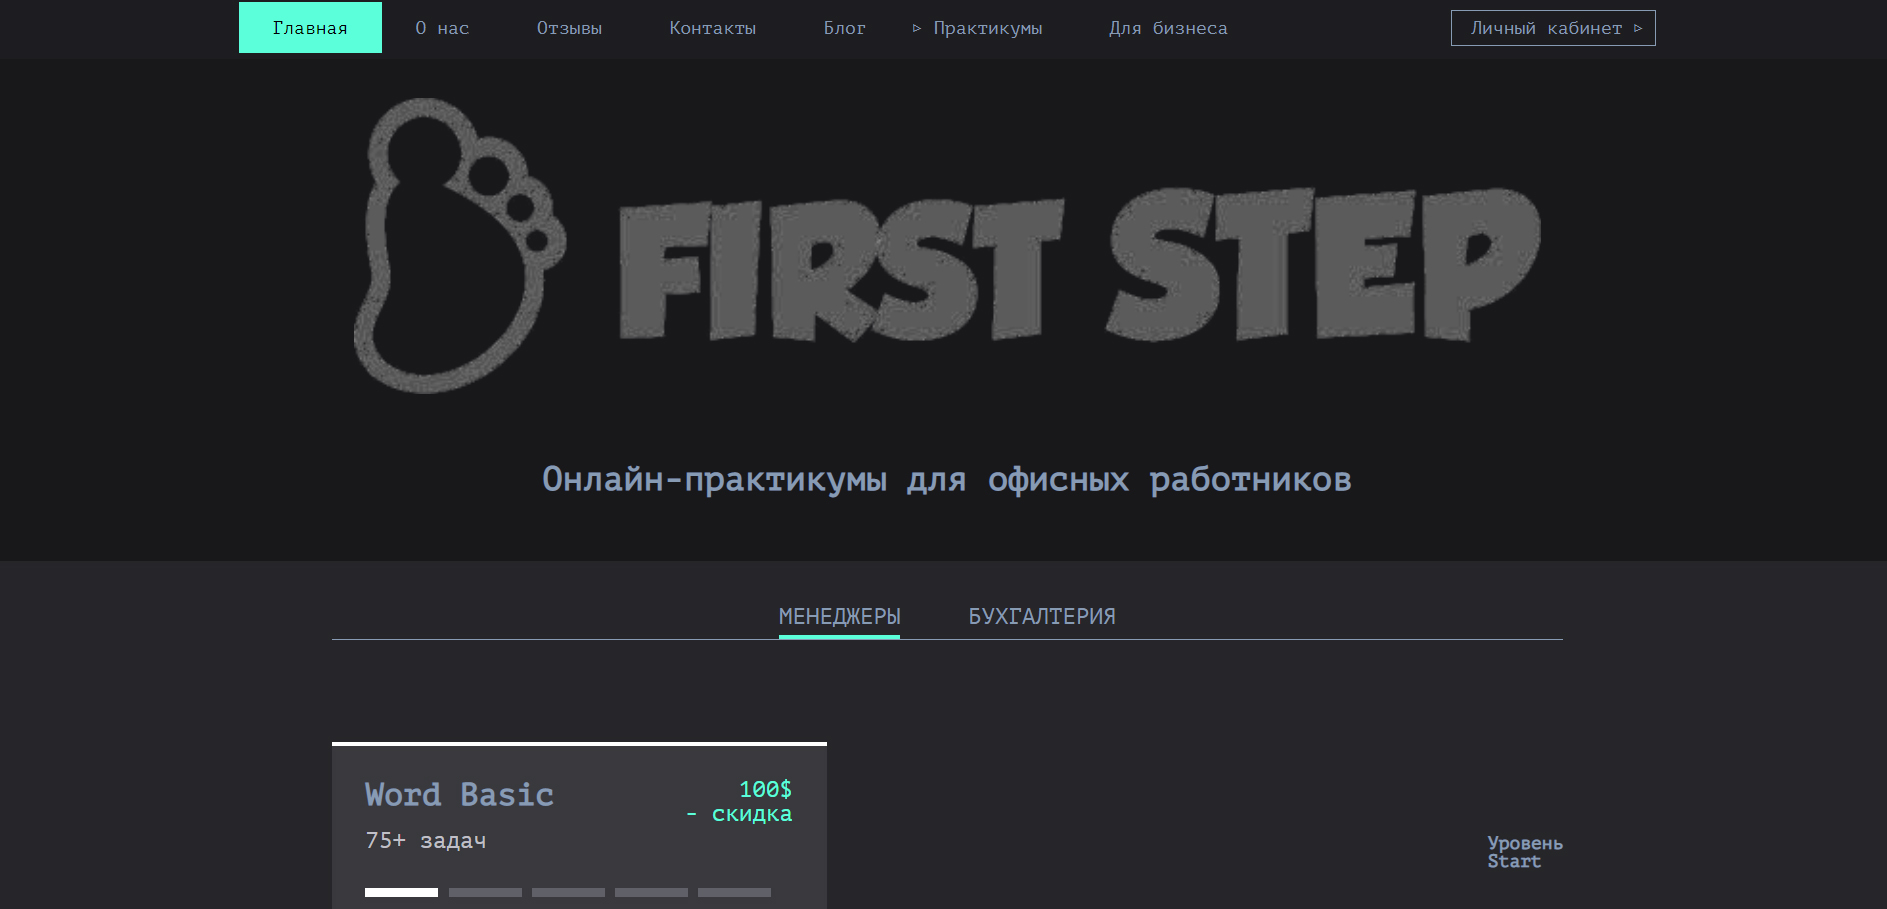 Главная О нас Отзывы Контакты Блог ▹ Практикумы Для бизнеса Личный кабинет ▹
FIRST STEP
Онлайн-практикумы для офисных работников
МЕНЕДЖЕРЫ БУХГАЛТЕРИЯ
Word Basic 100$
- скидка
75+ задач
Уровень
Start